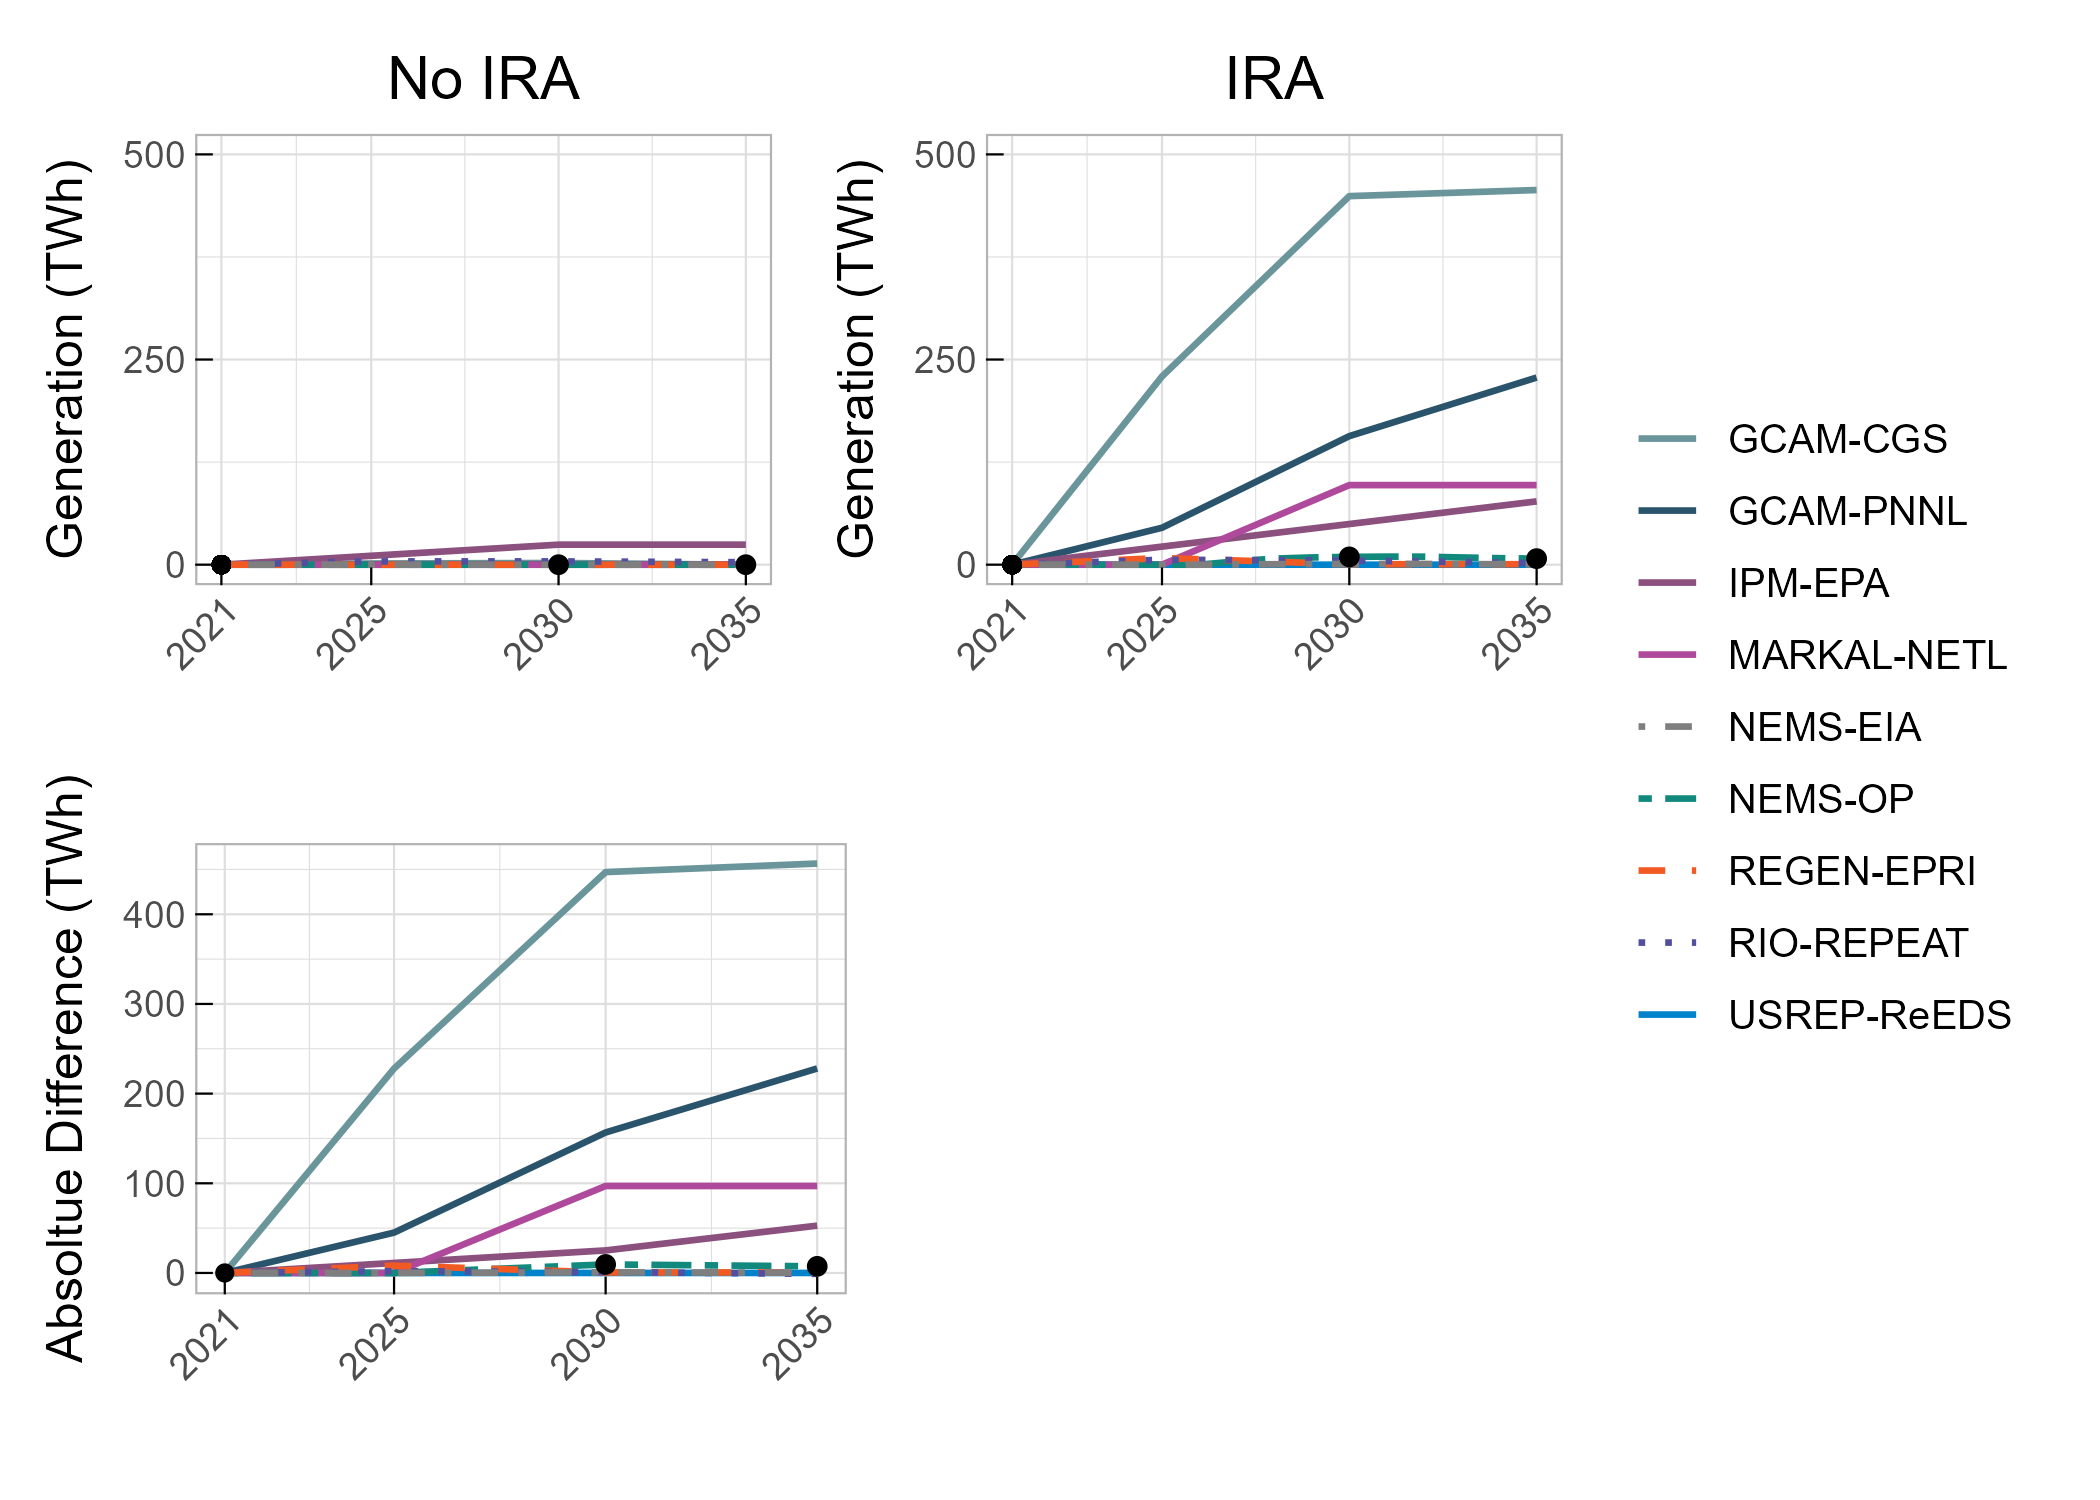 No IRA
IRA
Generation (TWh)
500
250
0
2021
2025
2030
2035
Generation (TWh)
500
250
0
2021
2025
2030
2035
Absoltue Difference (TWh)
400
300
200
100
0
2021
2025
2030
2035
GCAM-CGS
GCAM-PNNL
IPM-EPA
MARKAL-NETL
NEMS-EIA
NEMS-OP
REGEN-EPRI
RIO-REPEAT
USREP-ReEDS